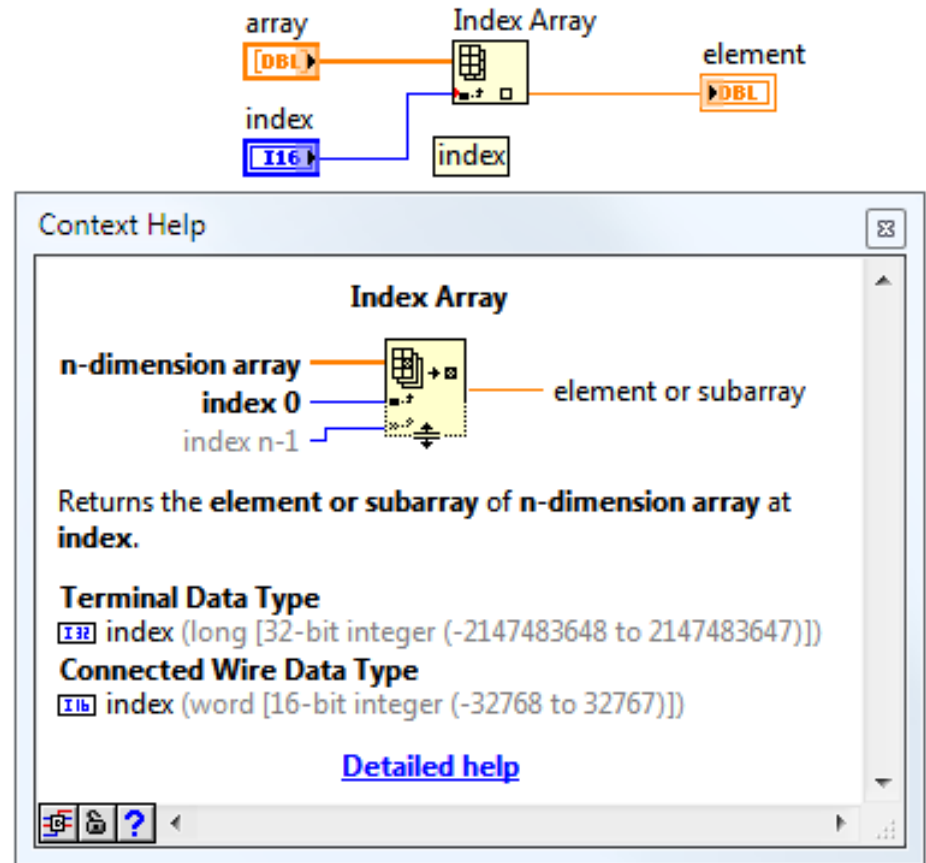 array
Index Array
[DBL]
element
DBL
index
I16
index
Context Help
Index Array
n-dimension array
index 0
index n-1
element or subarray
Returns the element or subarray of n-dimension array at
index.
Terminal Data Type
I32 index (long [32-bit integer (-2147483648 to 2147483647)])
Connected Wire Data Type
I16 index (word [16-bit integer (-32768 to 32767)])
Detailed help
?